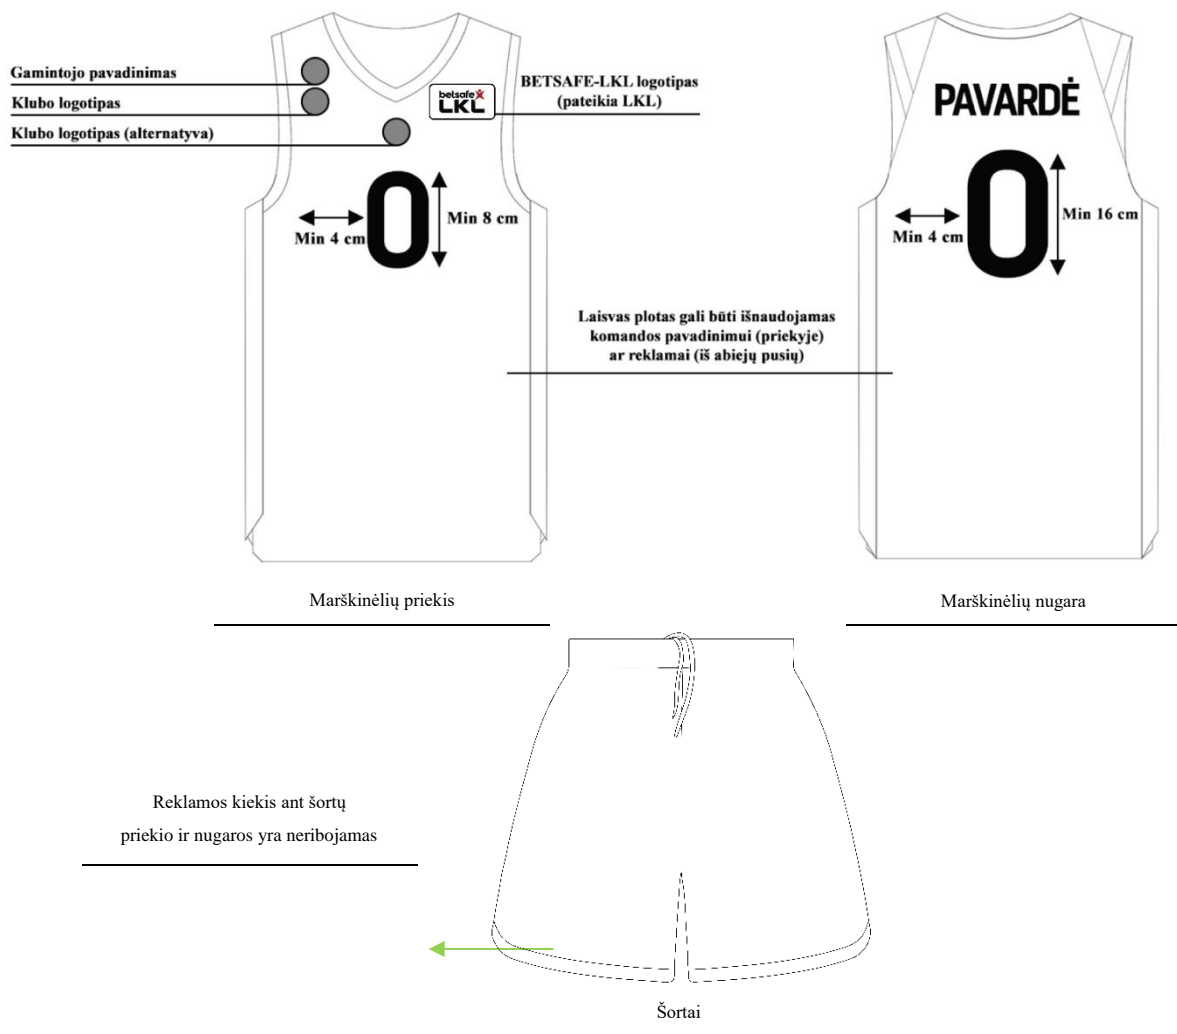 Gamintojo pavadinimas
Klubo logotipas
Klubo logotipas (alternatyva)
betsafe
LKL
BETSAFE-LKL logotipas
(pateikia LKL)
0
Min 8 cm
Min 4 cm
PAVARDĖ
0
Min 16 cm
Min 4 cm
Laisvas plotas gali būti išnaudojamas
komandos pavadinimui (priekyje)
ar reklamai (iš abiejų pusių)
Marškinėlių priekis
Marškinėlių nugara
Reklamos kiekis ant šortų
priekio ir nugaros yra neribojamas
Šortai